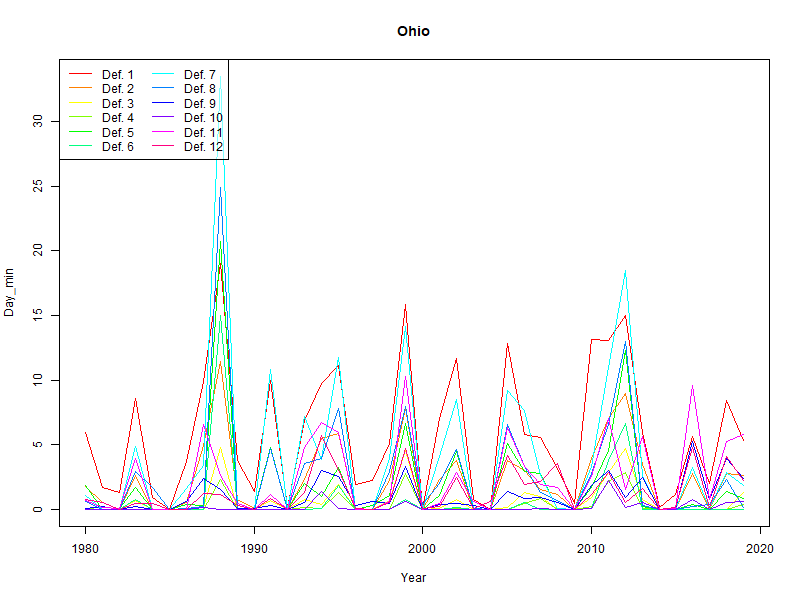 Ohio
Def. 1 Def. 7
Def. 2 Def. 8
Def. 3 Def. 9
Def. 4 Def. 10
Def. 5 Def. 11
Def. 6 Def. 12
Day_min
30
25
20
15
10
5
0
1980 1990 2000 2010 2020
Year